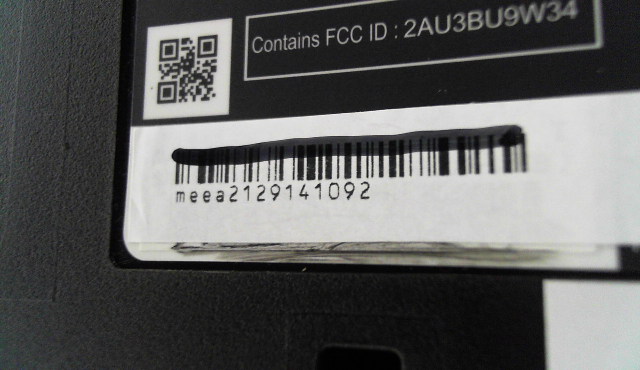 Contains FCC ID : 2AU3BU9W34
meea2129141092